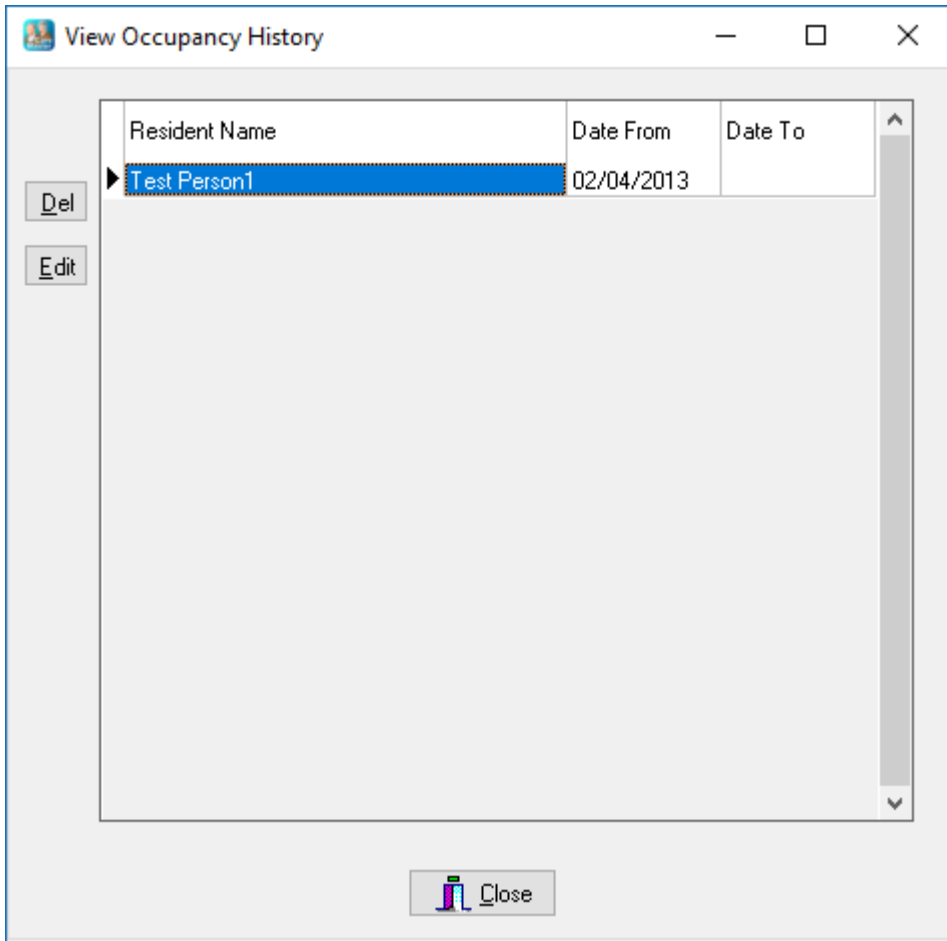 View Occupancy History
Resident Name Date From Date To
Test Person1 02/04/2013
Del
Edit
Close